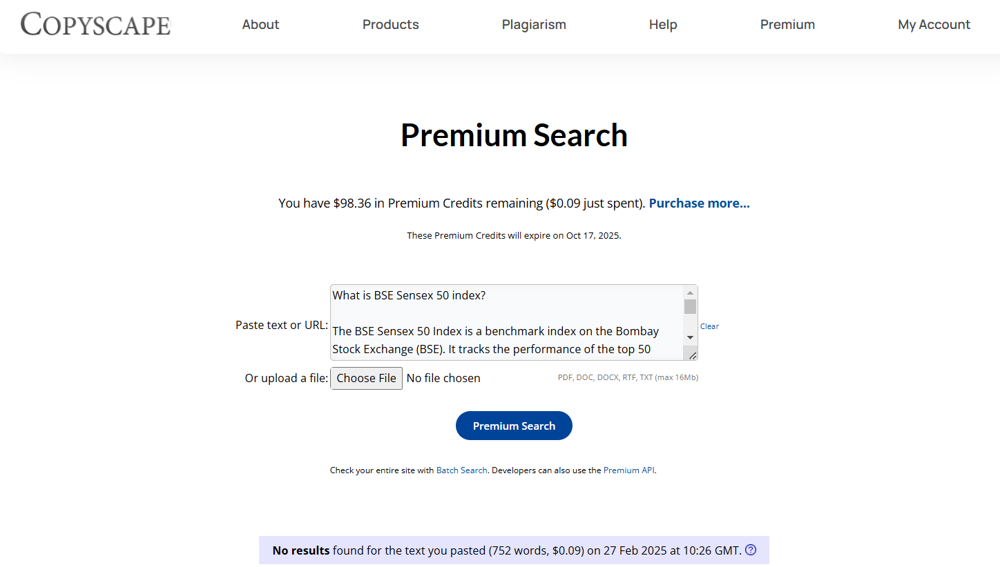 COPYSCAPE About Products Plagiarism Help Premium My Account
Premium Search
You have $98.36 in Premium Credits remaining ($0.09 just spent). Purchase more...
These Premium Credits will expire on Oct 17, 2025.
What is BSE Sensex 50 index?
Paste text or URL:
The BSE Sensex 50 Index is a benchmark index on the Bombay
Stock Exchange (BSE). It tracks the performance of the top 50
Clear
Or upload a file: Choose File No file chosen PDF, DOC, DOCX, RTF, TXT (max 16Mb)
Premium Search
Check your entire site with Batch Search. Developers can also use the Premium API.
No results found for the text you pasted (752 words, $0.09) on 27 Feb 2025 at 10:26 GMT. ?